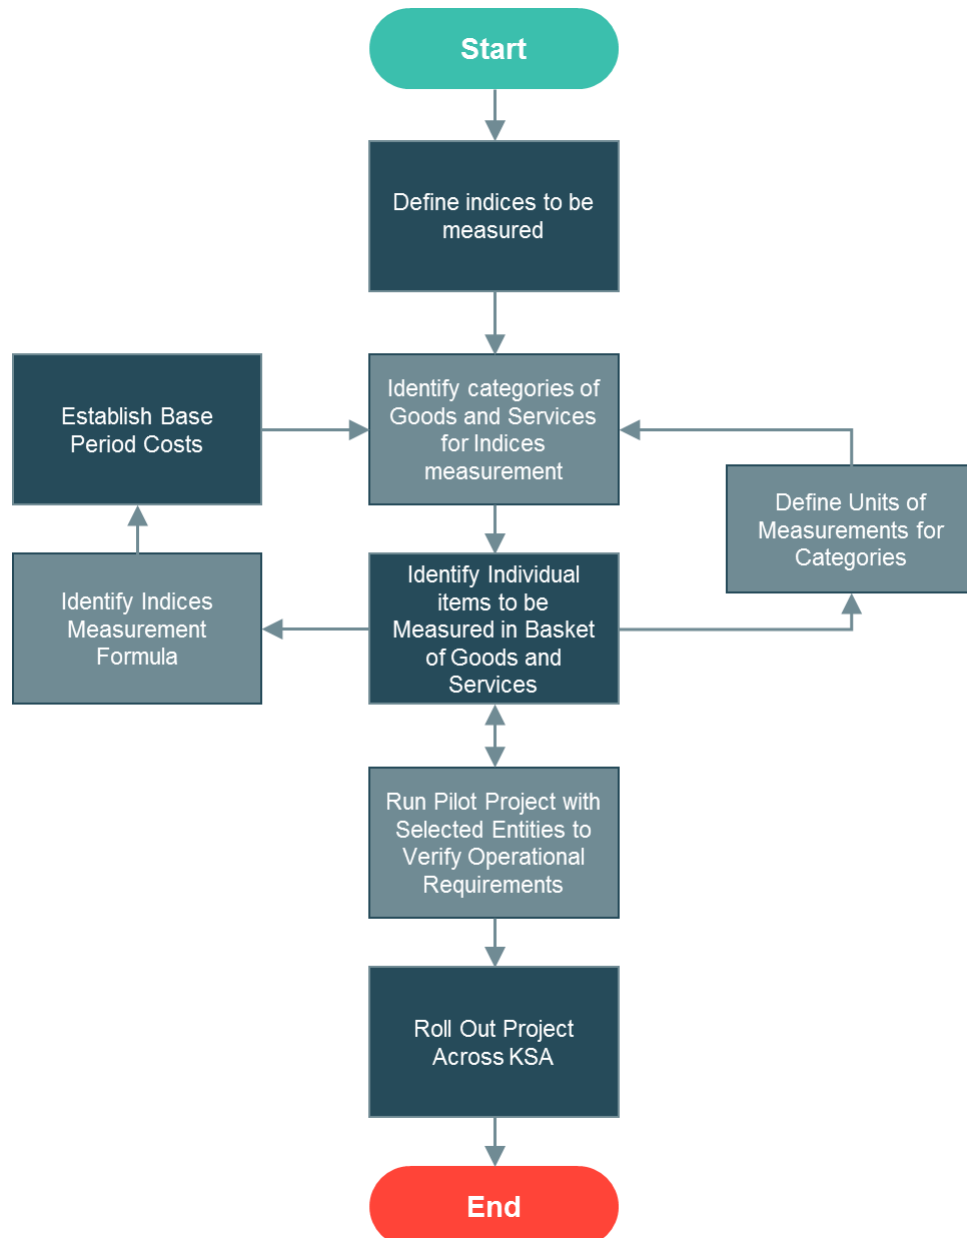 Start
Define indices to be
measured
Establish Base
Period Costs
Identify categories of
Goods and Services
for Indices
measurement
Define Units of
Measurements for
Categories
Identify Indices
Measurement
Formula
Identify Individual
items to be
Measured in Basket
of Goods and
Services
Run Pilot Project with
Selected Entities to
Verify Operational
Requirements
Roll Out Project
Across KSA
End